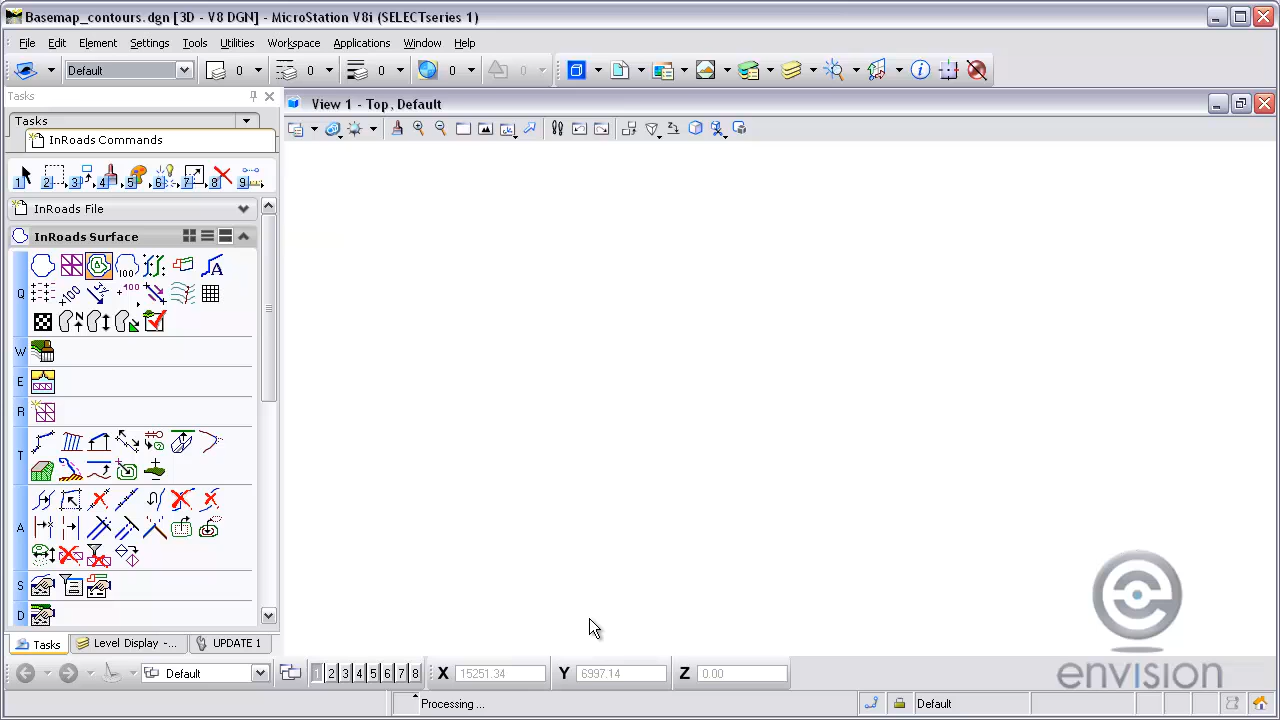 Basemap_contours.dgn [3D - V8 DGN] - MicroStation V8i (SELECTseries 1)
File Edit Element Settings Tools Utilities Workspace Applications Window Help
Default 0 0 0 0 0
Tasks
View 1 - Top, Default
Tasks
InRoads Commands
1 2 3 4 5 6 7 8 9
InRoads File
InRoads Surface
Q
100
100
+100
N
W
E
R
T
A
S
D
Tasks Level Display - ... UPDATE 1
Default 1 2 3 4 5 6 7 8 X 15251.34 Y 6997.14 Z 0.00
Processing ... Default
envision